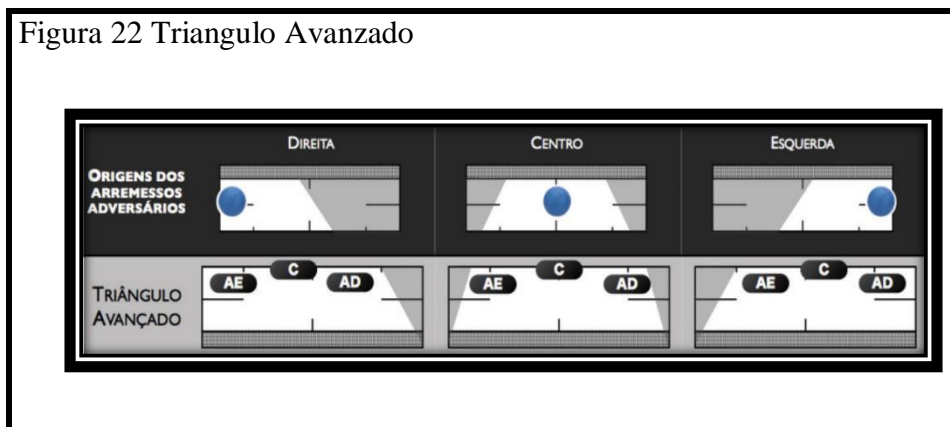 Figura 22 Triangulo Avanzado
DIREITA
CENTRO
ESQUERDA
ORIGENS DOS
ARREMESSOS
ADVERSÁRIOS
TRIÂNGULO
AVANÇADO
AE C AD
AE C AD
AE C AD